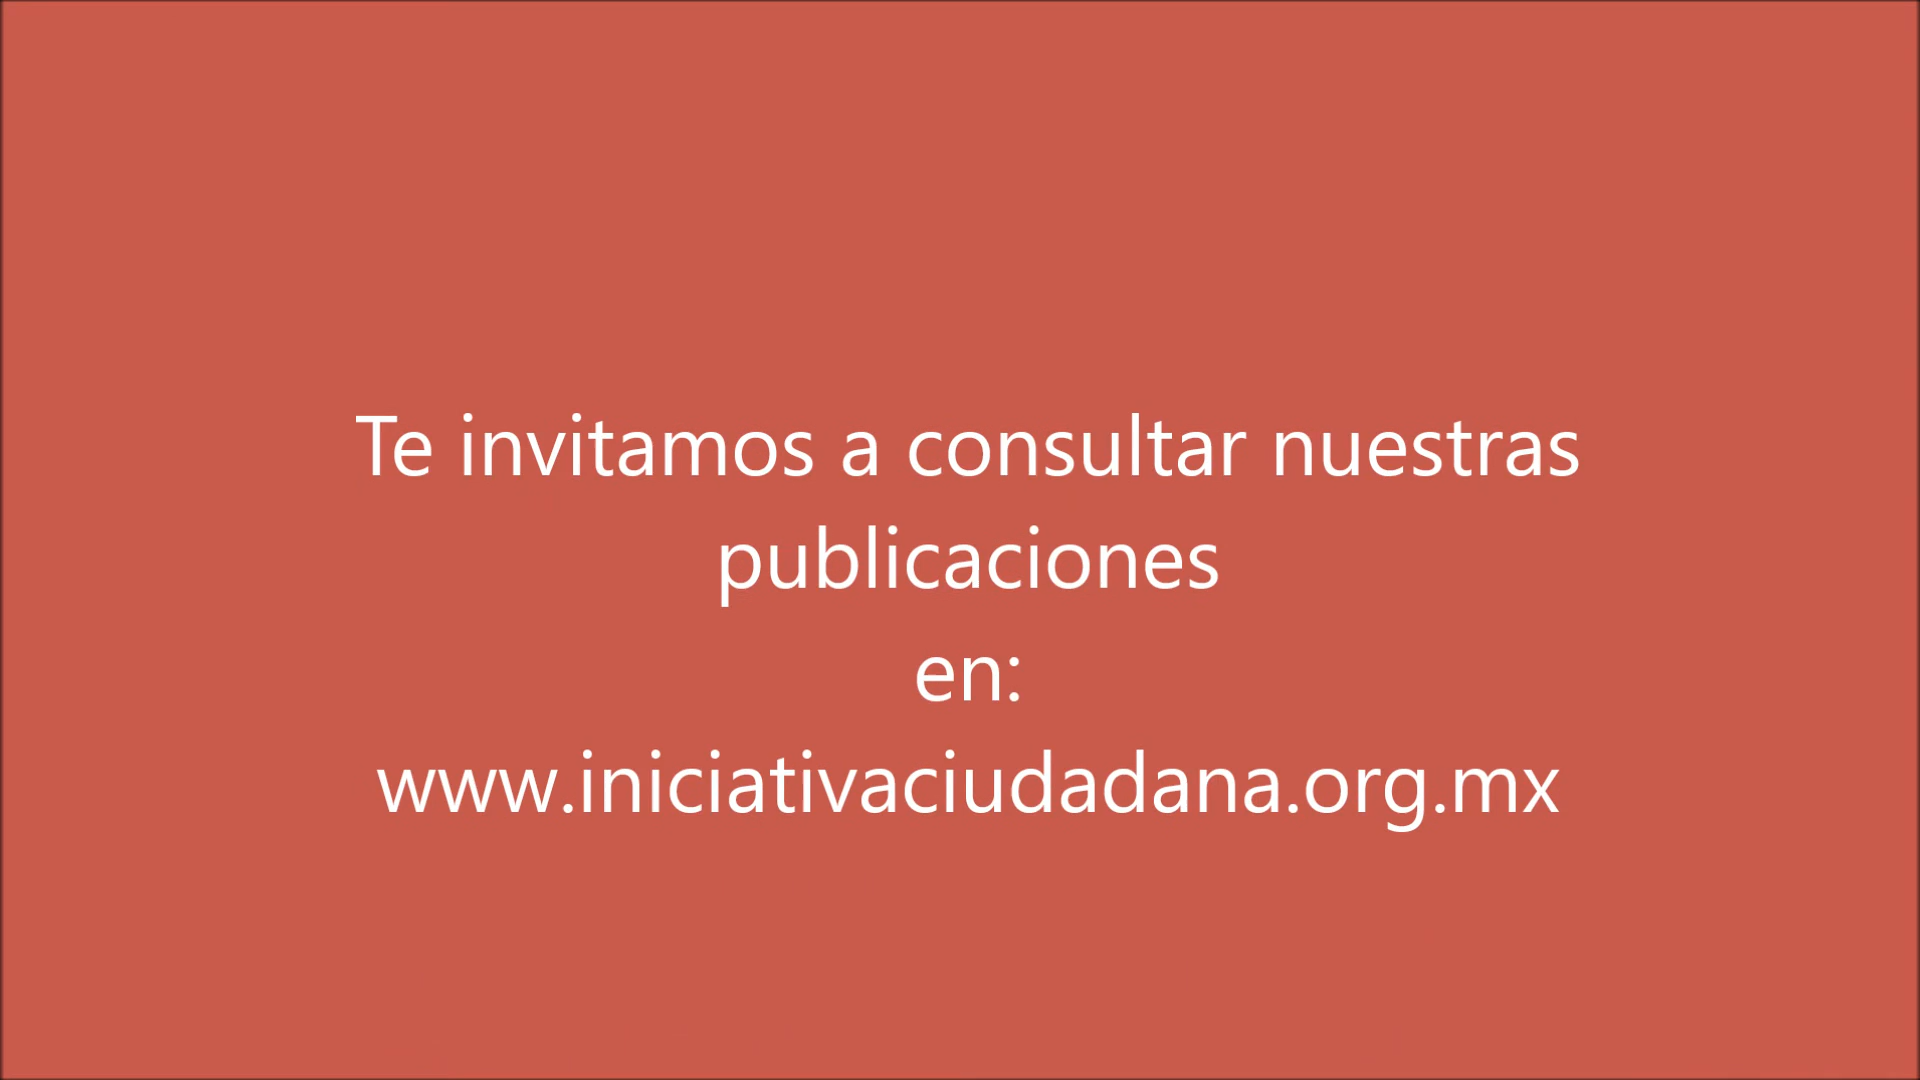 Te invitamos a consultar nuestras
publicaciones
en:
www.iniciativaciudadana.org.mx